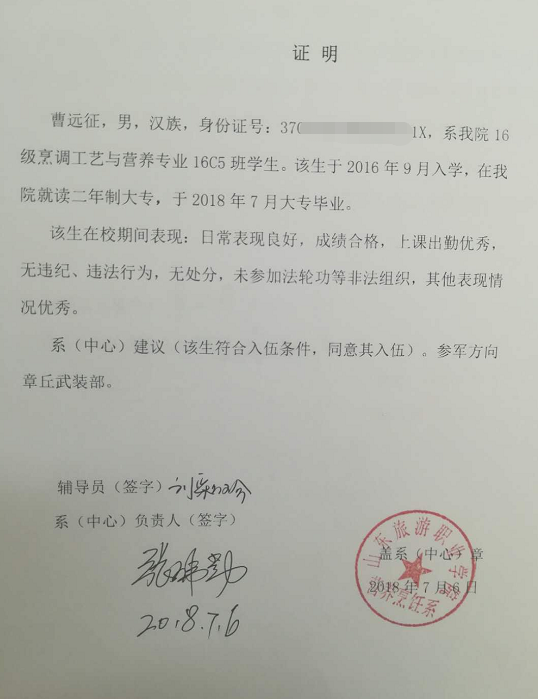 证 明
曹远征，男，汉族，身份证号：370 1X，系我院 16
级烹调工艺与营养专业 16C5 班学生。该生于 2016 年 9 月入学，在我
院就读二年制大专，于 2018 年 7 月大专毕业。
该生在校期间表现：日常表现良好，成绩合格，上课出勤优秀，
无违纪、违法行为，无处分，未参加法轮功等非法组织，其他表现情
况优秀。
系（中心）建议（该生符合入伍条件，同意其入伍）。参军方向
章丘武装部。
辅导员（签字）
系（中心）负责人（签字）
山东旅游职业学院
盖系（中心）章
2018 年 7 月 6 日
营养烹饪系
2018.7.6